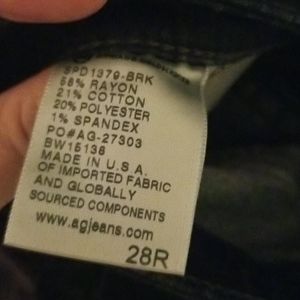 SPD1379-BRK
58% RAYON
21% COTTON
20% POLYESTER
1% SPANDEX
PO#AG-27303
BW15138
MADE IN U.S.A.
OF IMPORTED FABRIC
AND GLOBALLY
SOURCED COMPONENTS
www.agjeans.com
28R